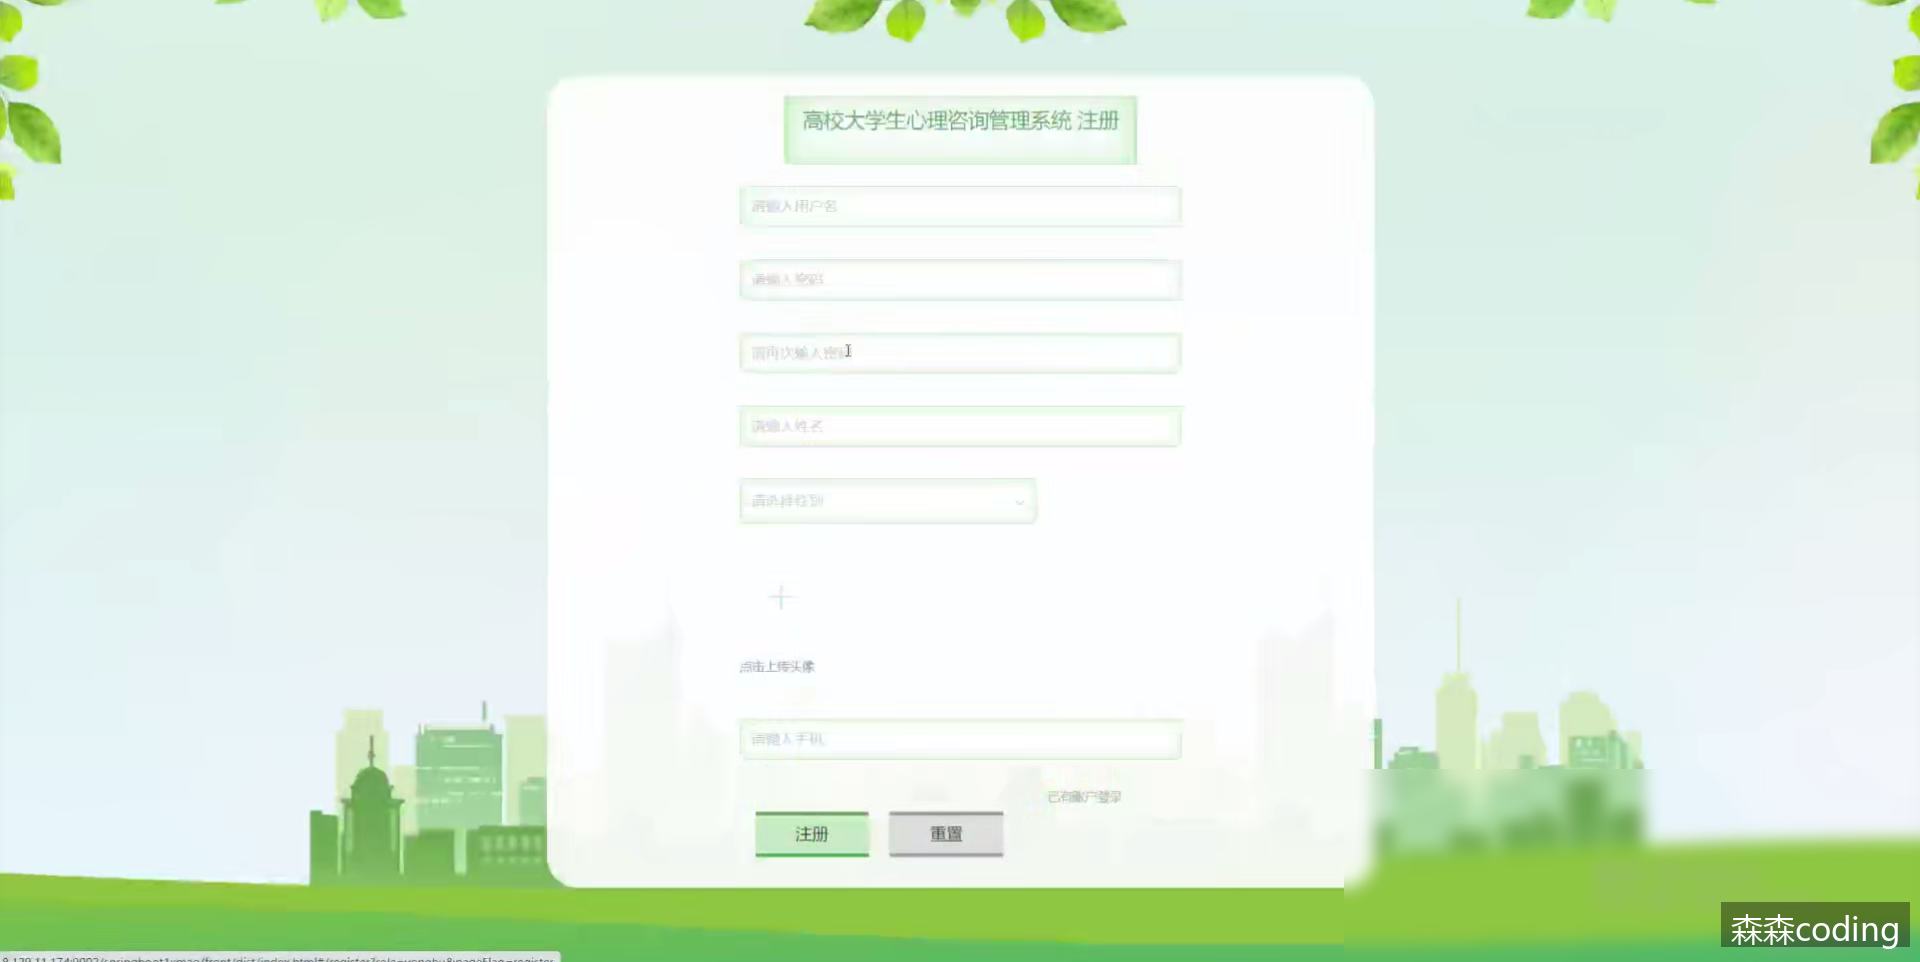 高校大学生心理咨询管理系统 注册
请输入用户名
请输入密码
请再次输入密码
请输入姓名
请选择性别
点击上传头像
请输入手机
已有账户登录
注册
重置
森森coding